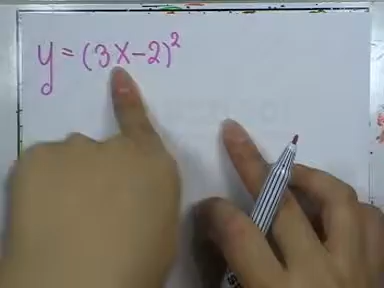 y = (3x-2)²